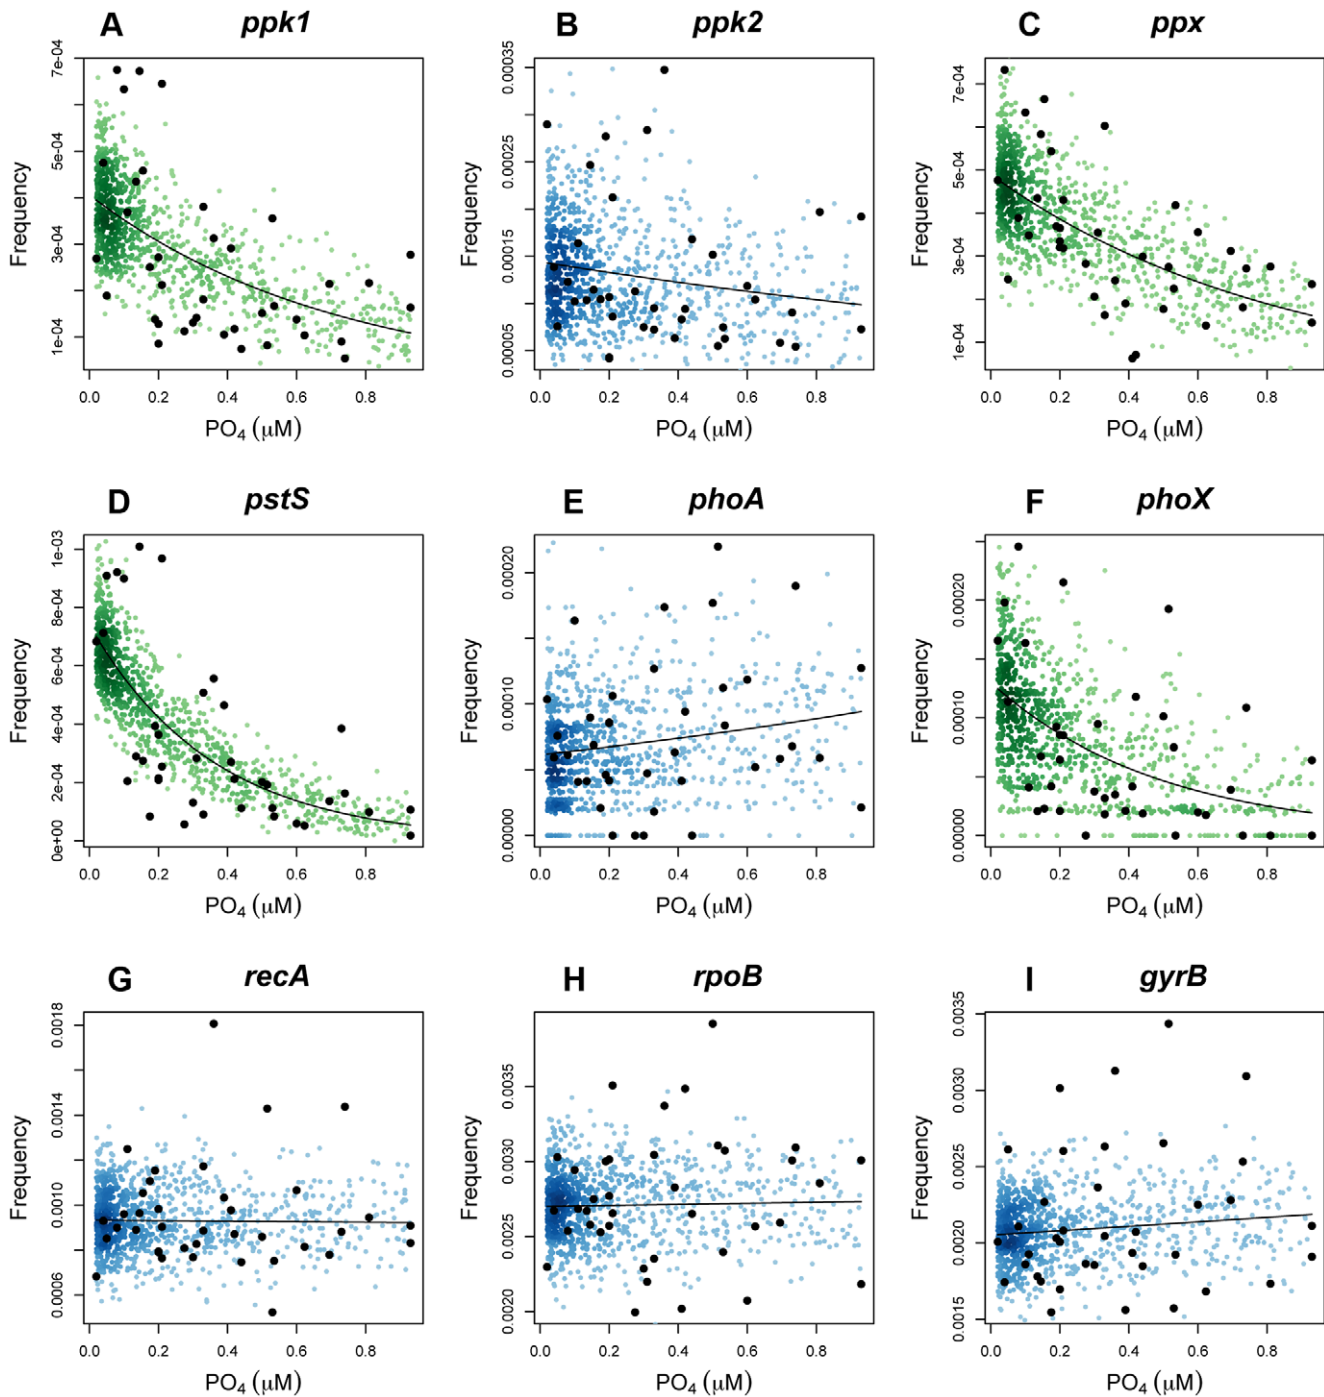 A ppk1
B ppk2
C ppx
Frequency
7e-04
5e-04
3e-04
1e-04
0.0 0.2 0.4 0.6 0.8
PO4 (μM)
Frequency
0.00035
0.00025
0.00015
0.00005
0.0 0.2 0.4 0.6 0.8
PO4 (μM)
Frequency
7e-04
5e-04
3e-04
1e-04
0.0 0.2 0.4 0.6 0.8
PO4 (μM)
D pstS
E phoA
F phoX
Frequency
1e-03
8e-04
6e-04
4e-04
2e-04
0e+00
0.0 0.2 0.4 0.6 0.8
PO4 (μM)
Frequency
0.00020
0.00010
0.00000
0.0 0.2 0.4 0.6 0.8
PO4 (μM)
Frequency
0.00020
0.00010
0.00000
0.0 0.2 0.4 0.6 0.8
PO4 (μM)
G recA
H rpoB
I gyrB
Frequency
0.0018
0.0014
0.0010
0.0006
0.0 0.2 0.4 0.6 0.8
PO4 (μM)
Frequency
0.0035
0.0030
0.0025
0.0020
0.0 0.2 0.4 0.6 0.8
PO4 (μM)
Frequency
0.0035
0.0030
0.0025
0.0020
0.0015
0.0 0.2 0.4 0.6 0.8
PO4 (μM)